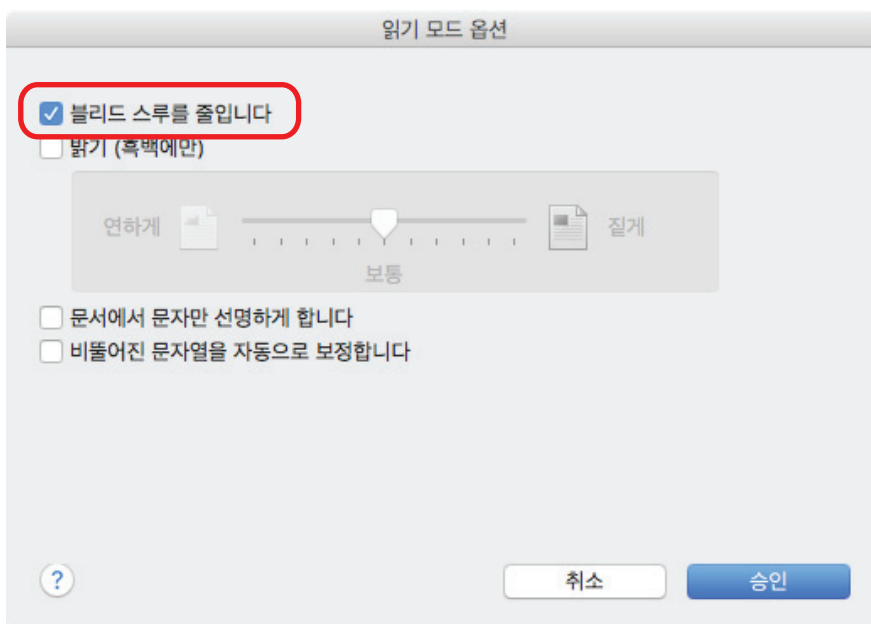 읽기 모드 옵션
블리드 스루를 줄입니다
밝기 (흑백에만)
연하게 짙게
보통
문서에서 문자만 선명하게 합니다
비뚤어진 문자열을 자동으로 보정합니다
? 취소 승인